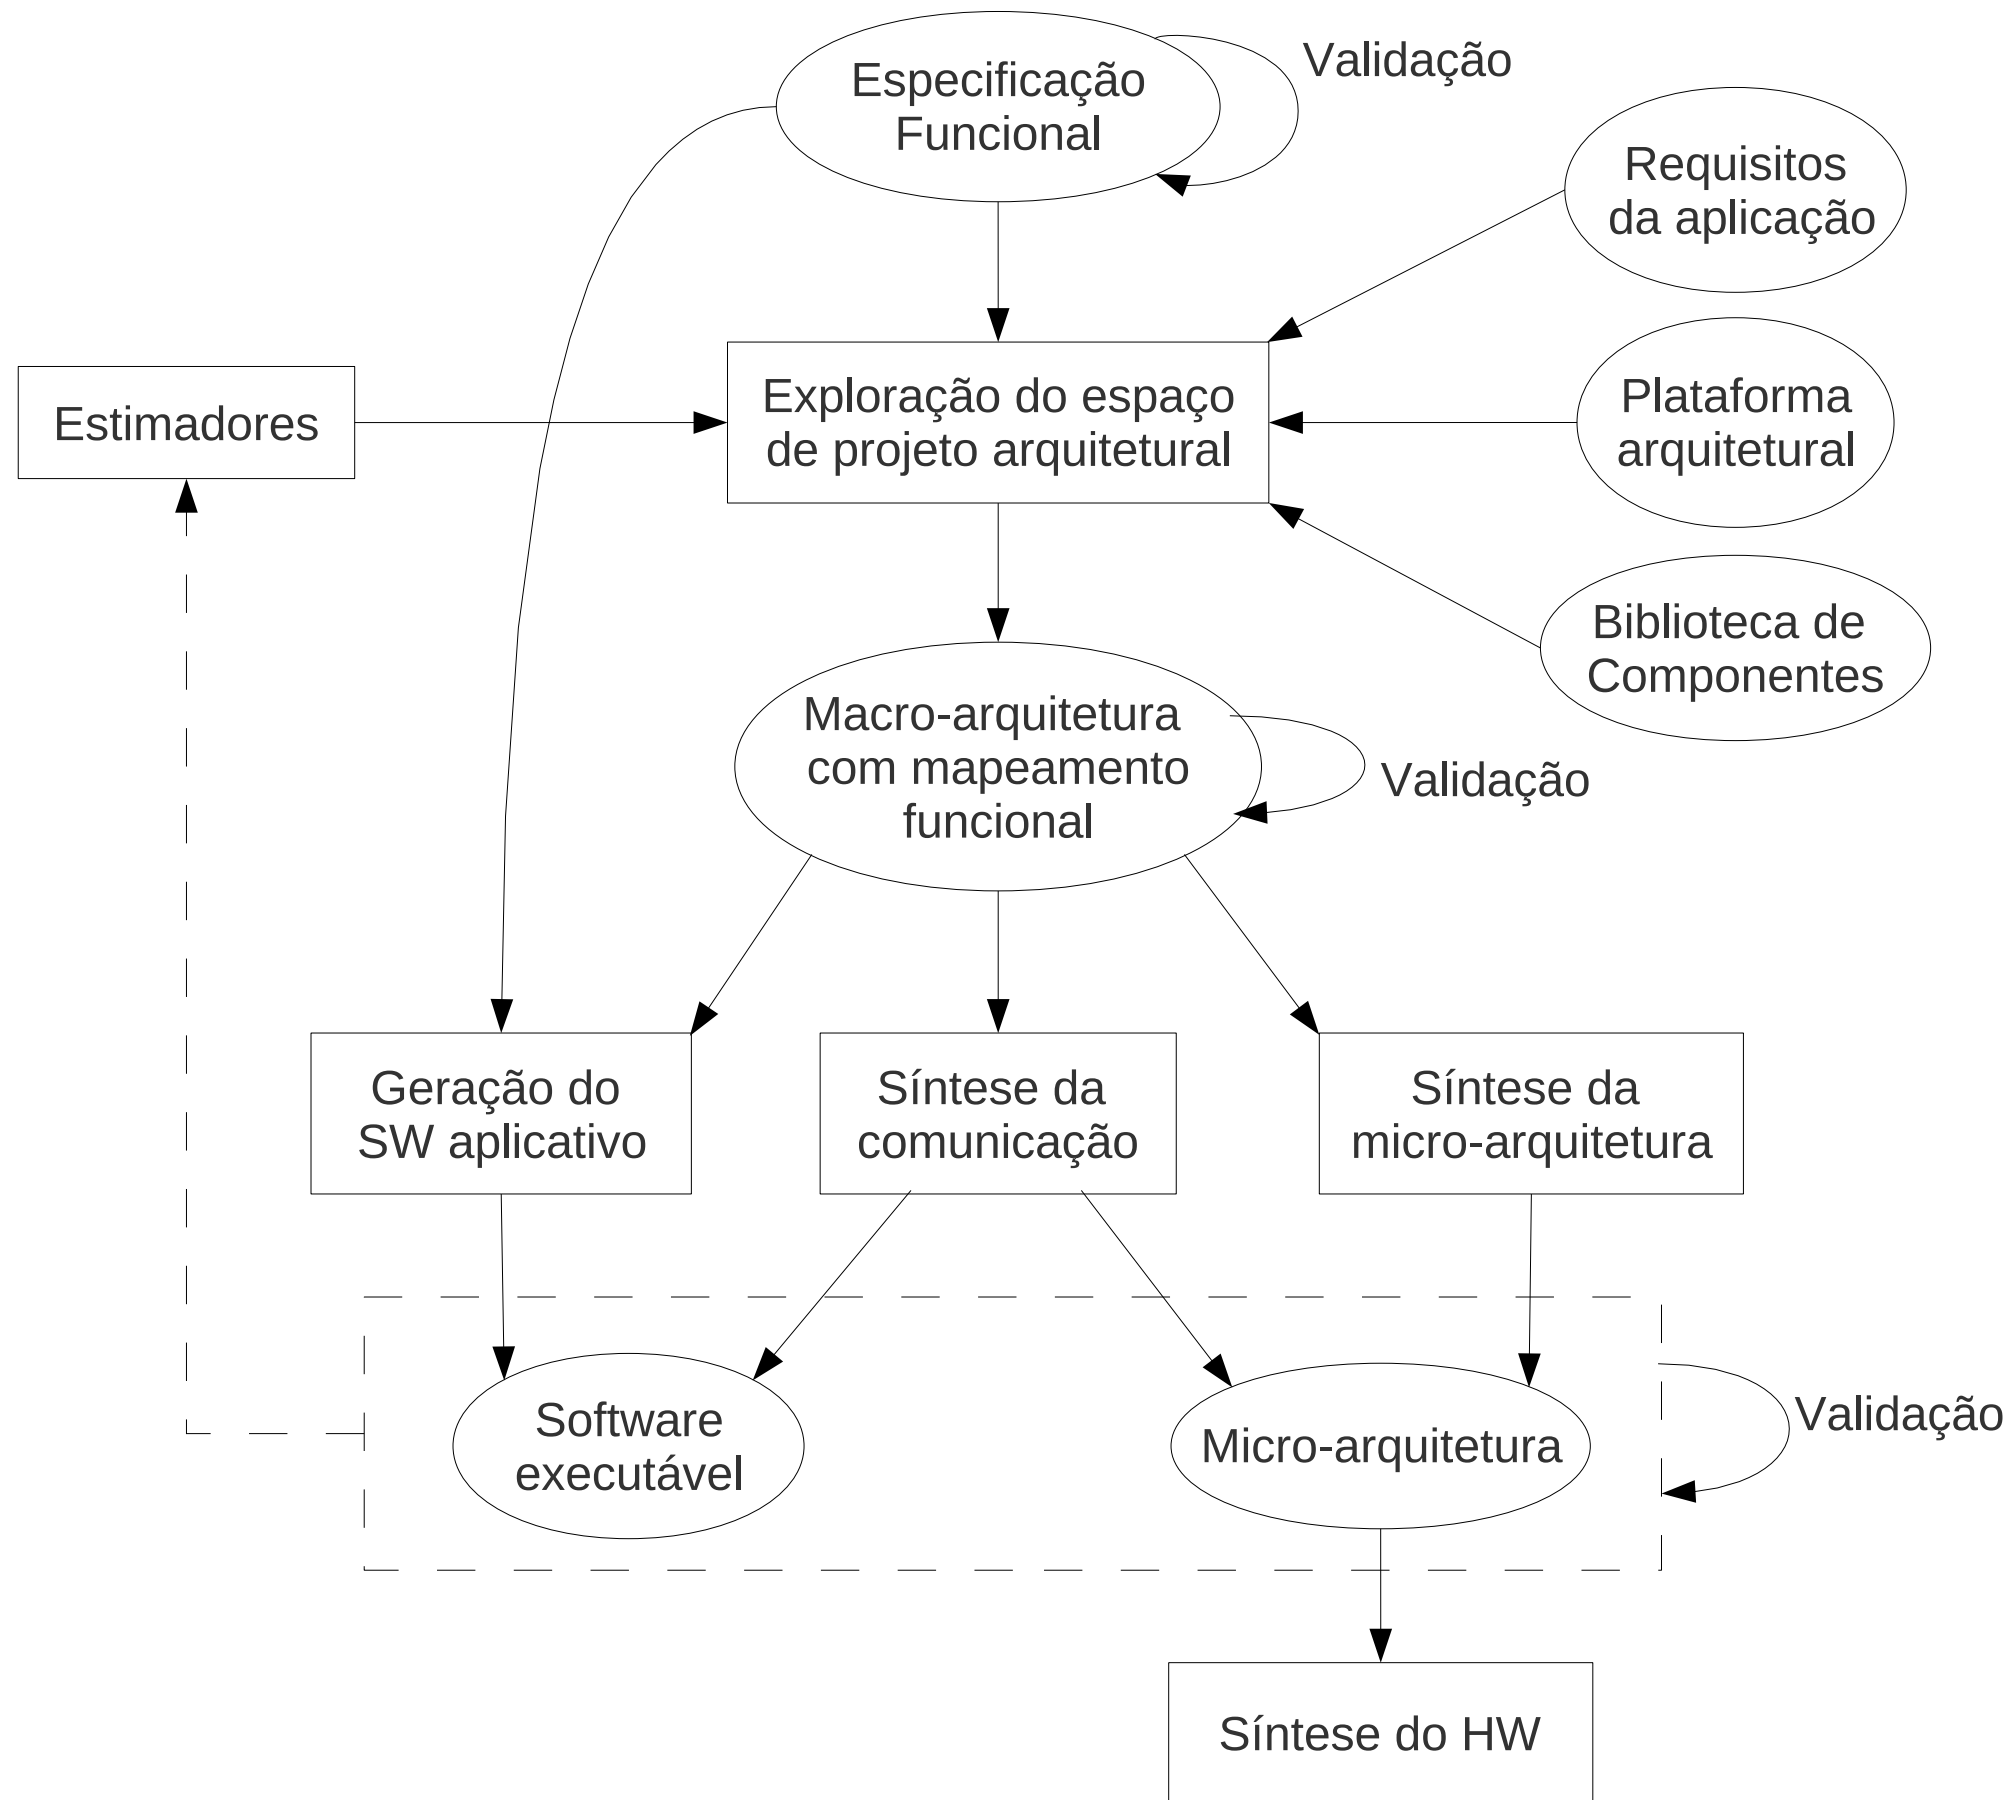 Especificação
Funcional
Validação
Requisitos
da aplicação
Estimadores
Exploração do espaço
de projeto arquitetural
Plataforma
arquitetural
Biblioteca de
Componentes
Macro-arquitetura
com mapeamento
funcional
Validação
Geração do
SW aplicativo
Síntese da
comunicação
Síntese da
micro-arquitetura
Software
executável
Micro-arquitetura
Validação
Síntese do HW